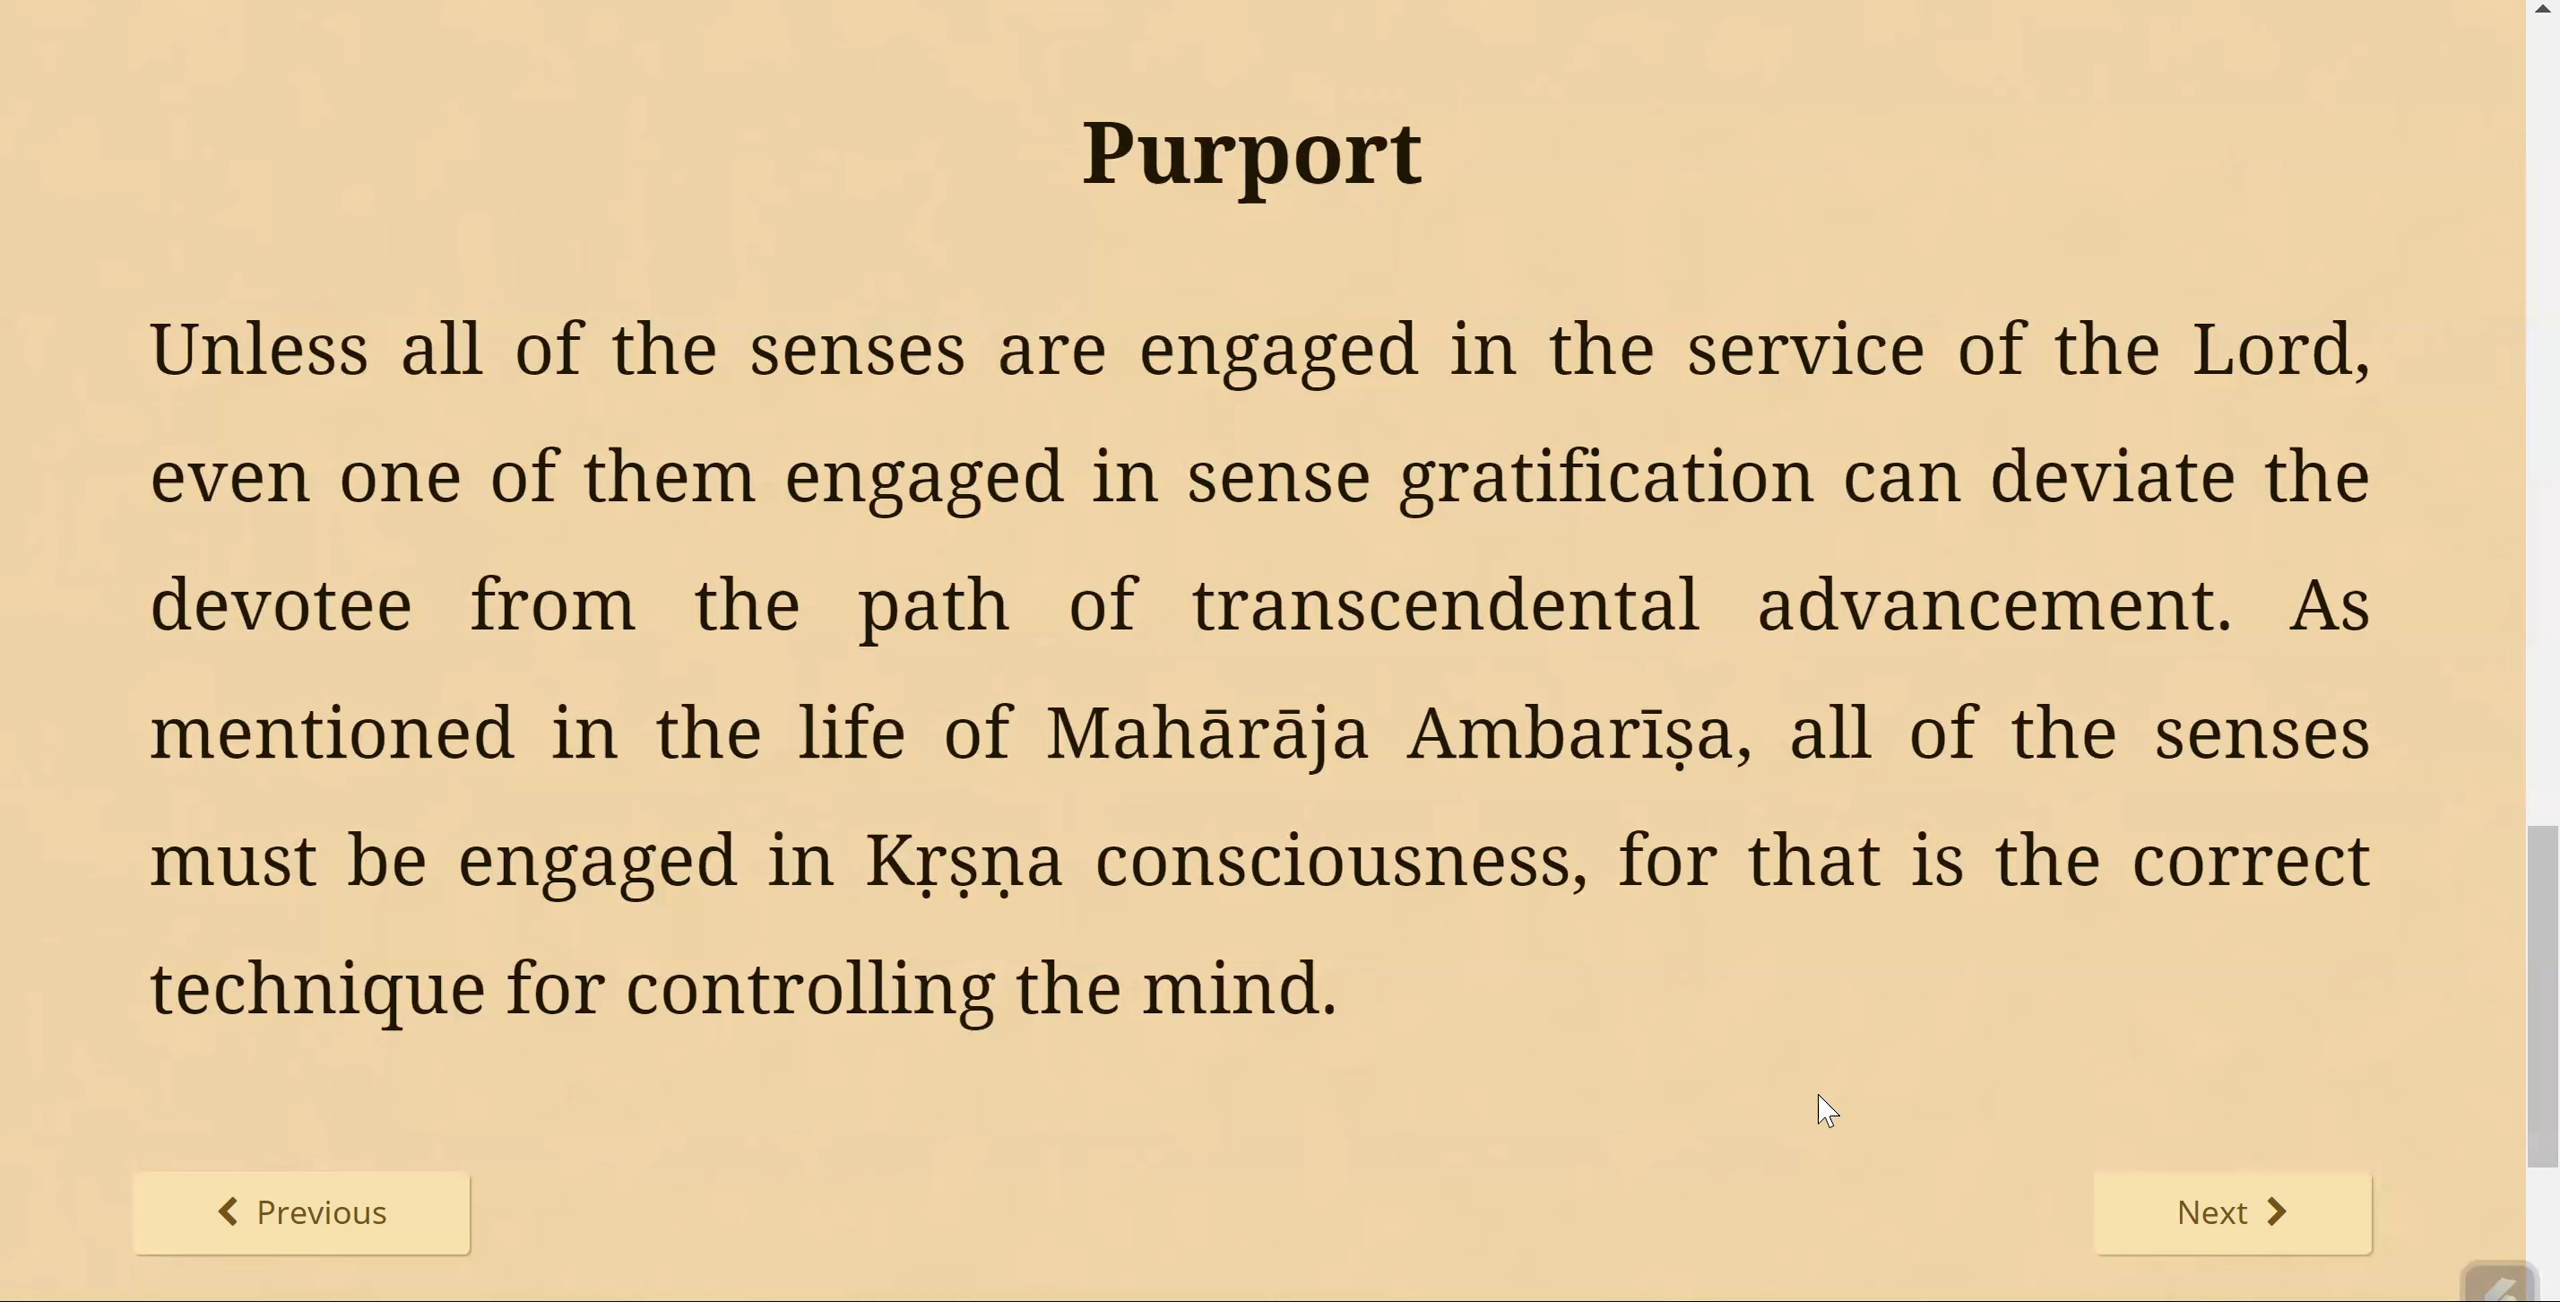 Purport
Unless all of the senses are engaged in the service of the Lord,
even one of them engaged in sense gratification can deviate the
devotee from the path of transcendental advancement. As
mentioned in the life of Mahārāja Ambarīṣa, all of the senses
must be engaged in Kṛṣṇa consciousness, for that is the correct
technique for controlling the mind.
Previous
Next